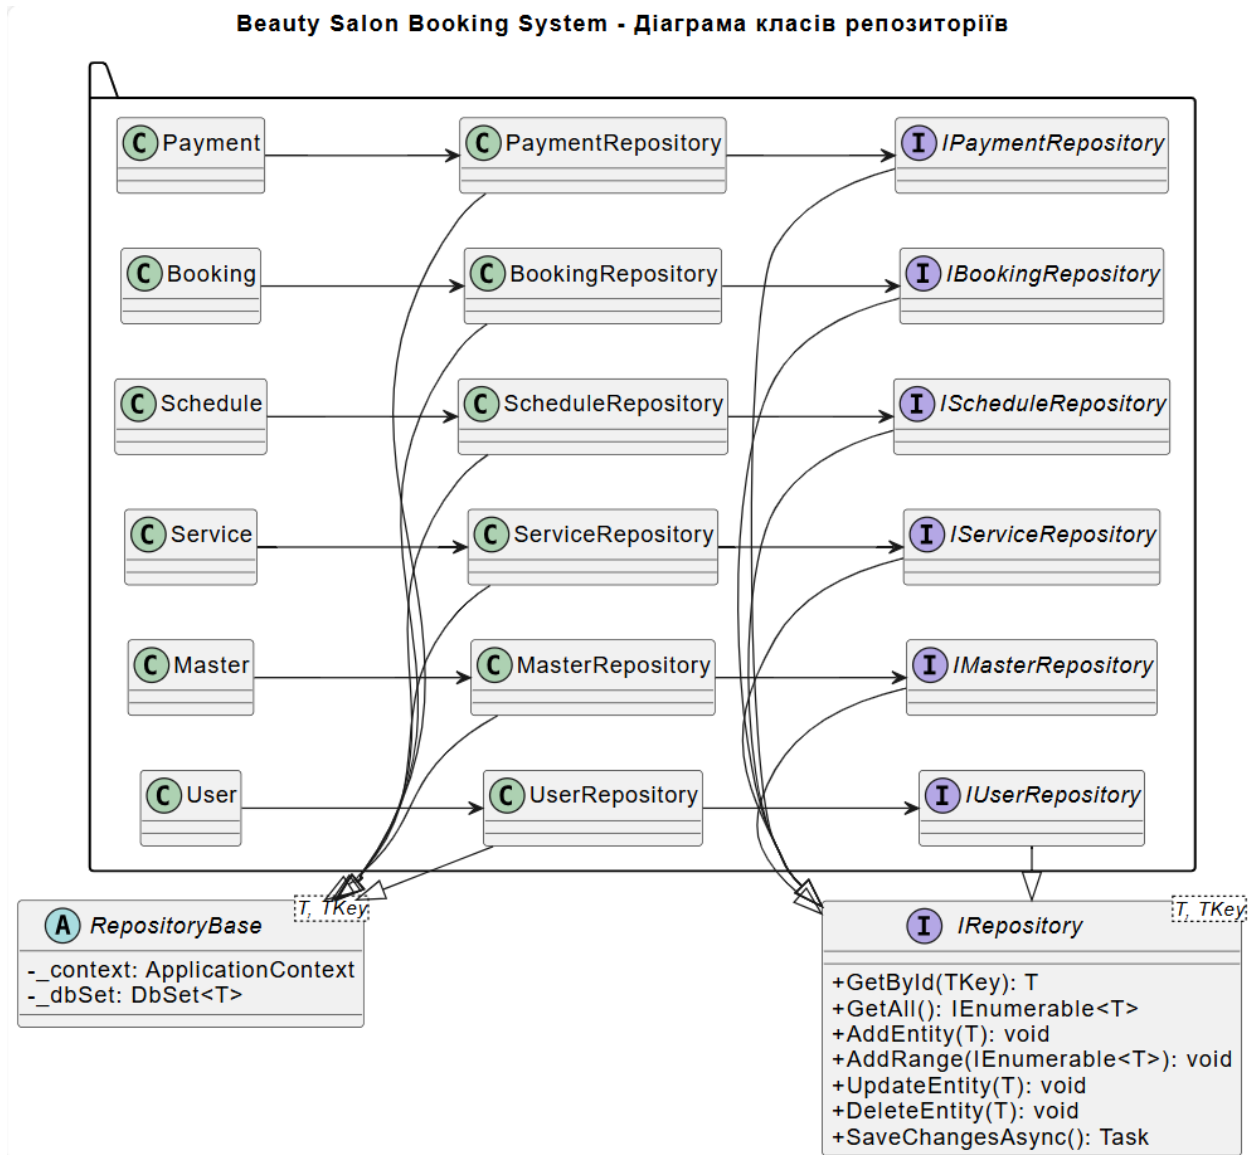 Beauty Salon Booking System - Діаграма класів репозиторіїв
C Payment
C PaymentRepository
I IPaymentRepository
C Booking
C BookingRepository
I IBookingRepository
C Schedule
C ScheduleRepository
I IScheduleRepository
C Service
C ServiceRepository
I IServiceRepository
C Master
C MasterRepository
I IMasterRepository
C User
C UserRepository
I IUserRepository
T, TKey
A RepositoryBase
-_context: ApplicationContext
-_dbSet: DbSet<T>
T, TKey
I IRepository
+GetById(TKey): T
+GetAll(): IEnumerable<T>
+AddEntity(T): void
+AddRange(IEnumerable<T>): void
+UpdateEntity(T): void
+DeleteEntity(T): void
+SaveChangesAsync(): Task